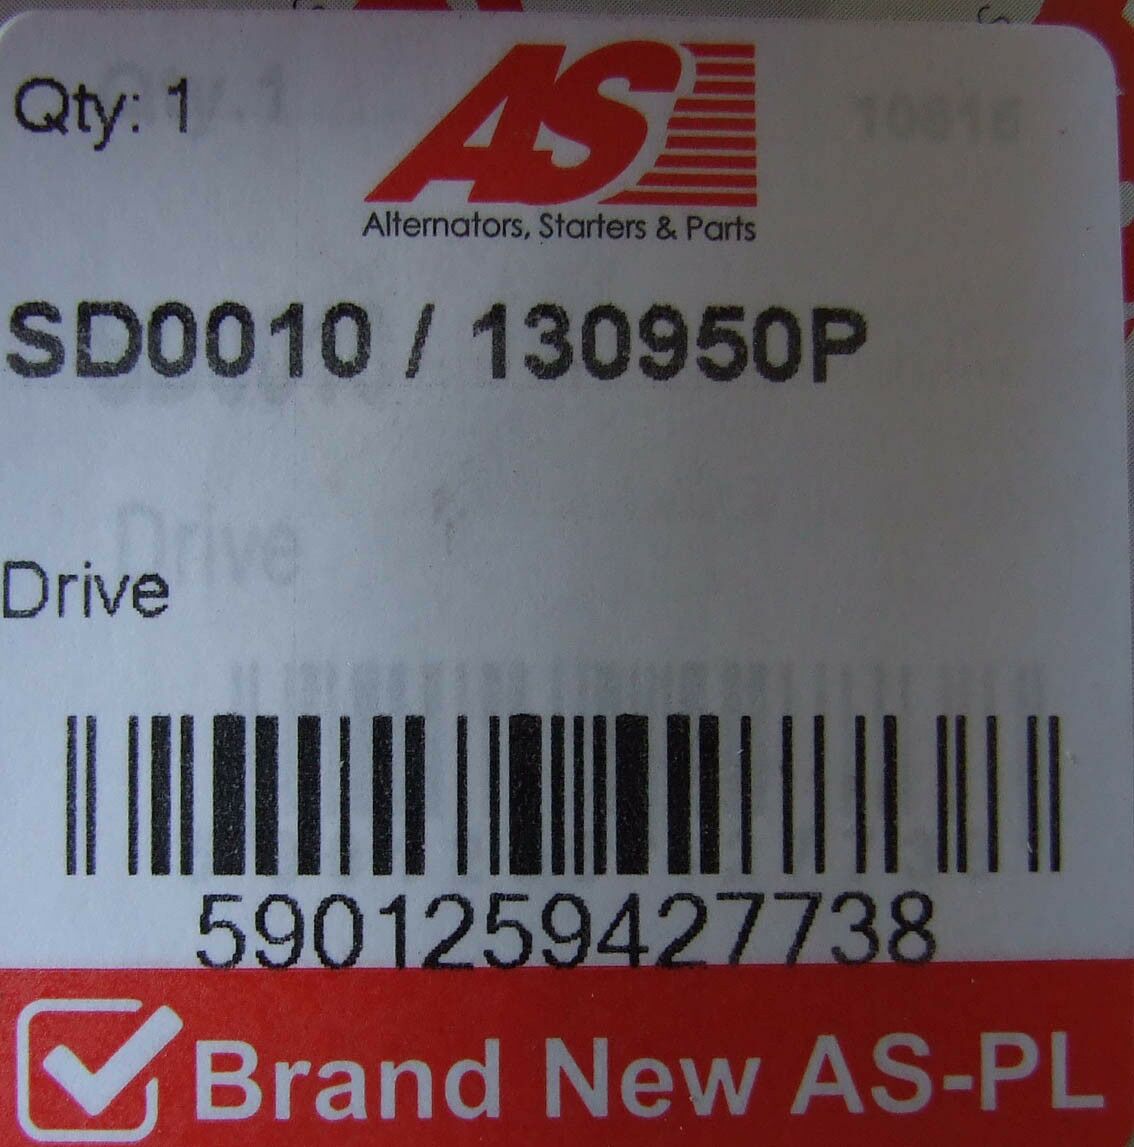 Qty: 1
AS
Alternators, Starters & Parts
SD0010 / 130950P
Drive
5901259427738
Brand New AS-PL